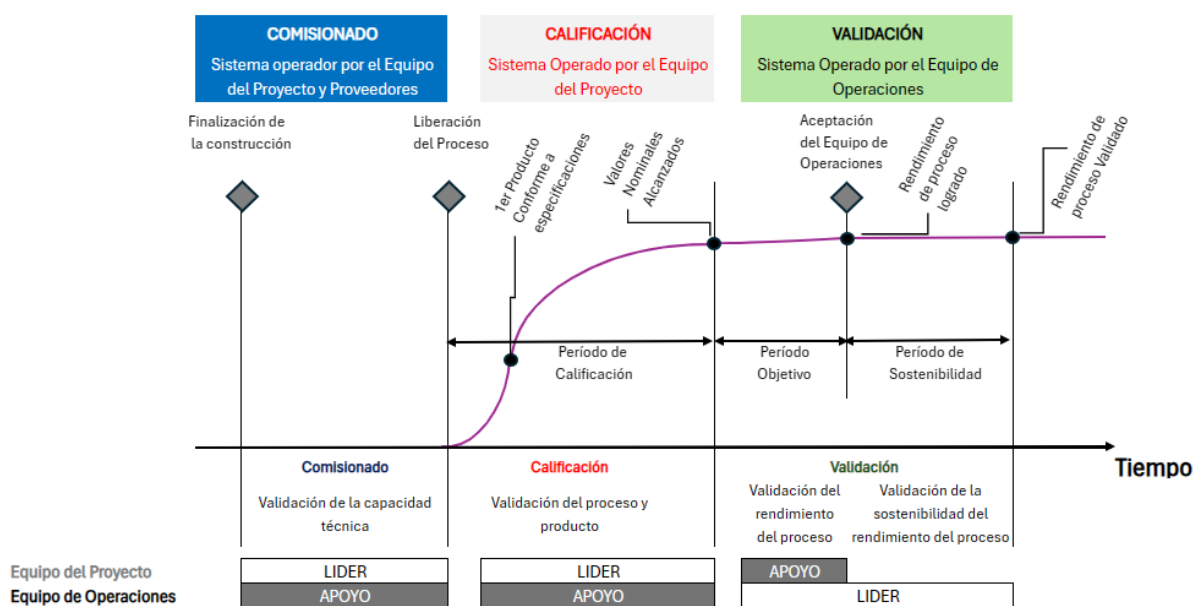 COMISIONADO
Sistema operador por el Equipo
del Proyecto y Proveedores
CALIFICACIÓN
Sistema Operado por el Equipo
del Proyecto
VALIDACIÓN
Sistema Operado por el Equipo de
Operaciones
Finalización de
la construcción
Liberación
del Proceso
1er Producto
Conforme a
especificaciones
Valores
Nominales
Alcanzados
Aceptación
del Equipo de
Operaciones
Rendimiento
de proceso
logrado
Rendimiento de
proceso Validado
Período de
Calificación
Período
Objetivo
Período de
Sostenibilidad
Tiempo
Comisionado
Validación de la capacidad
técnica
Calificación
Validación del proceso y
producto
Validación
Validación del
rendimiento
del proceso
Validación de la
sostenibilidad del
rendimiento del proceso
Equipo del Proyecto
LIDER
LIDER
APOYO
Equipo de Operaciones
APOYO
APOYO
LIDER